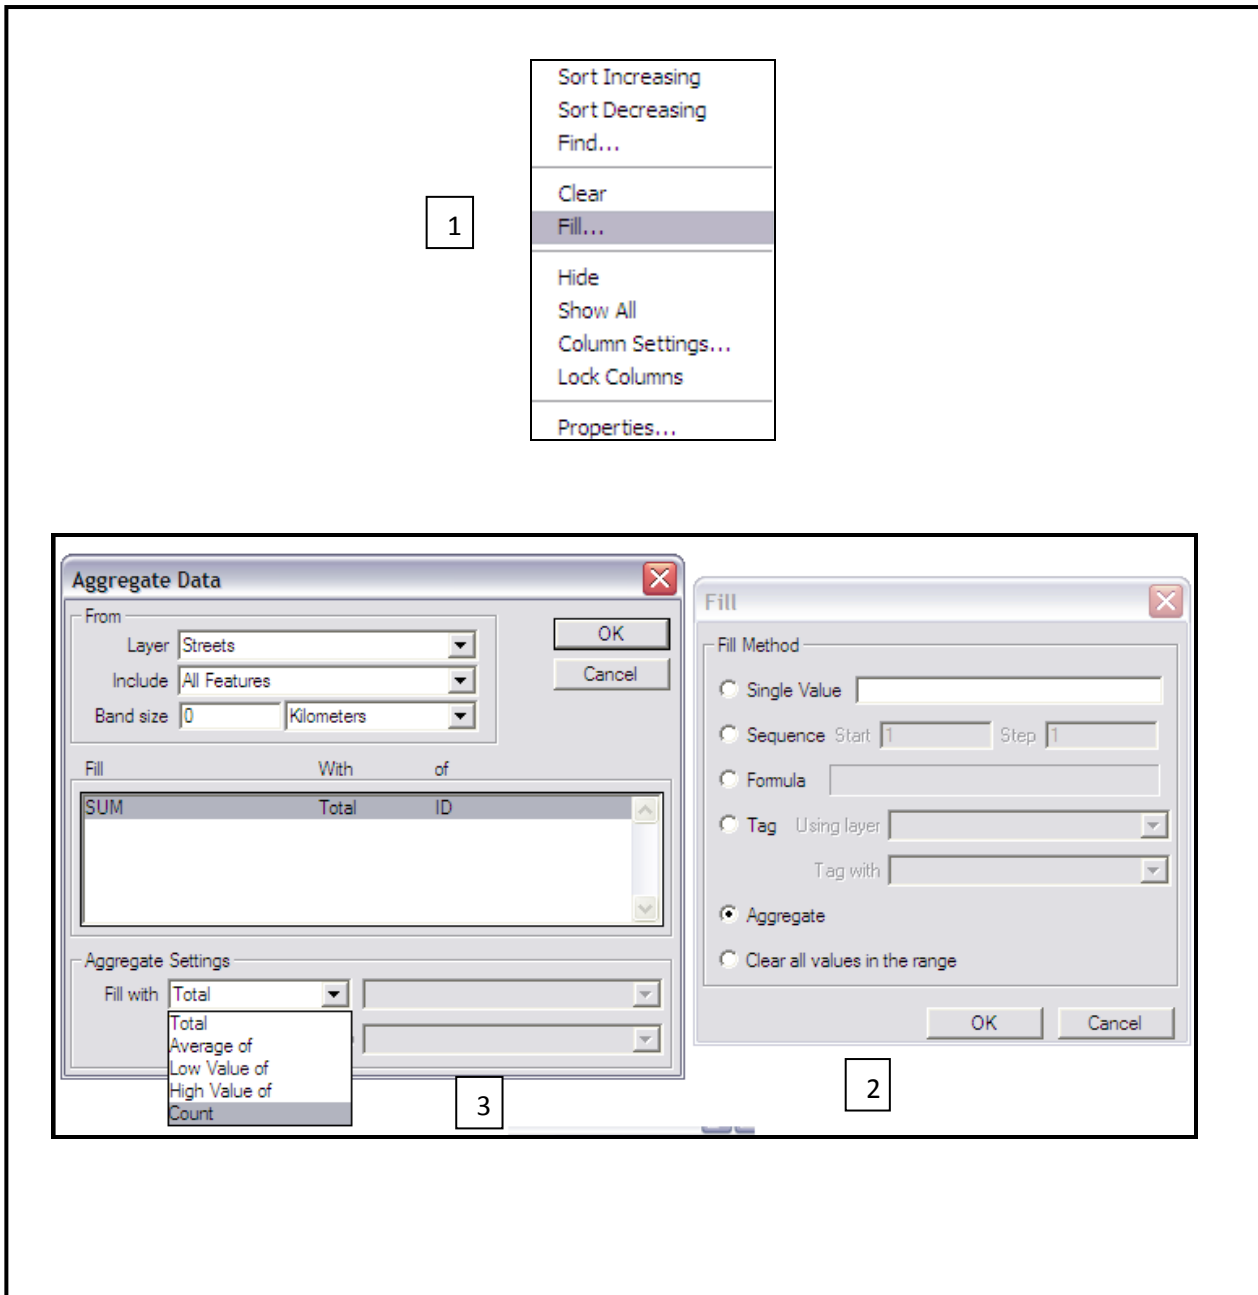 Sort Increasing
Sort Decreasing
Find...
Clear
1
Fill...
Hide
Show All
Column Settings...
Lock Columns
Properties...
Aggregate Data
From
Layer Streets
Include All Features
Band size 0 Kilometers
OK
Cancel
Fill With of
SUM Total ID
Aggregate Settings
Fill with Total
Total
Average of
Low Value of
High Value of
Count
3
Fill
Fill Method
Single Value
Sequence Start 1 Step 1
Formula
Tag Using layer
Tag with
Aggregate
Clear all values in the range
OK Cancel
2